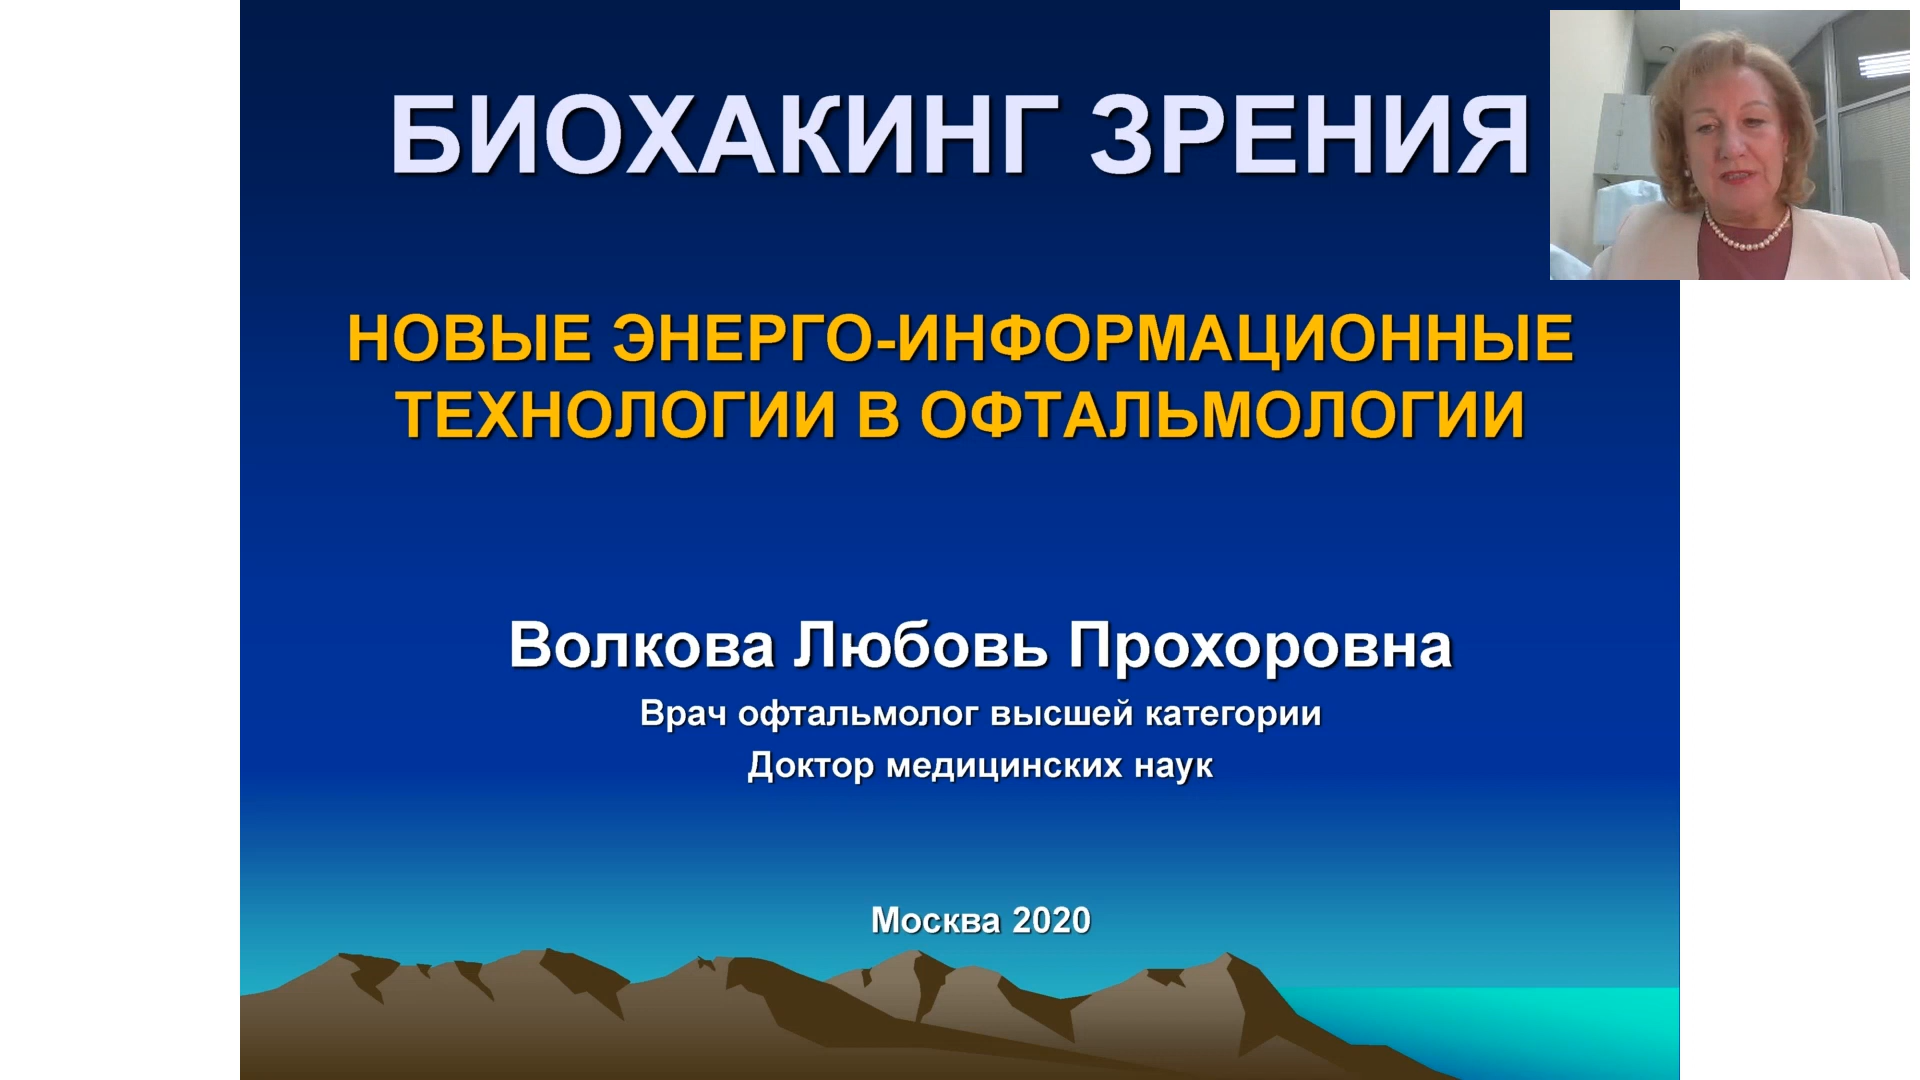 БИОХАКИНГ ЗРЕНИЯ
НОВЫЕ ЭНЕРГО-ИНФОРМАЦИОННЫЕ
ТЕХНОЛОГИИ В ОФТАЛЬМОЛОГИИ
Волкова Любовь Прохоровна
Врач офтальмолог высшей категории
Доктор медицинских наук
Москва 2020